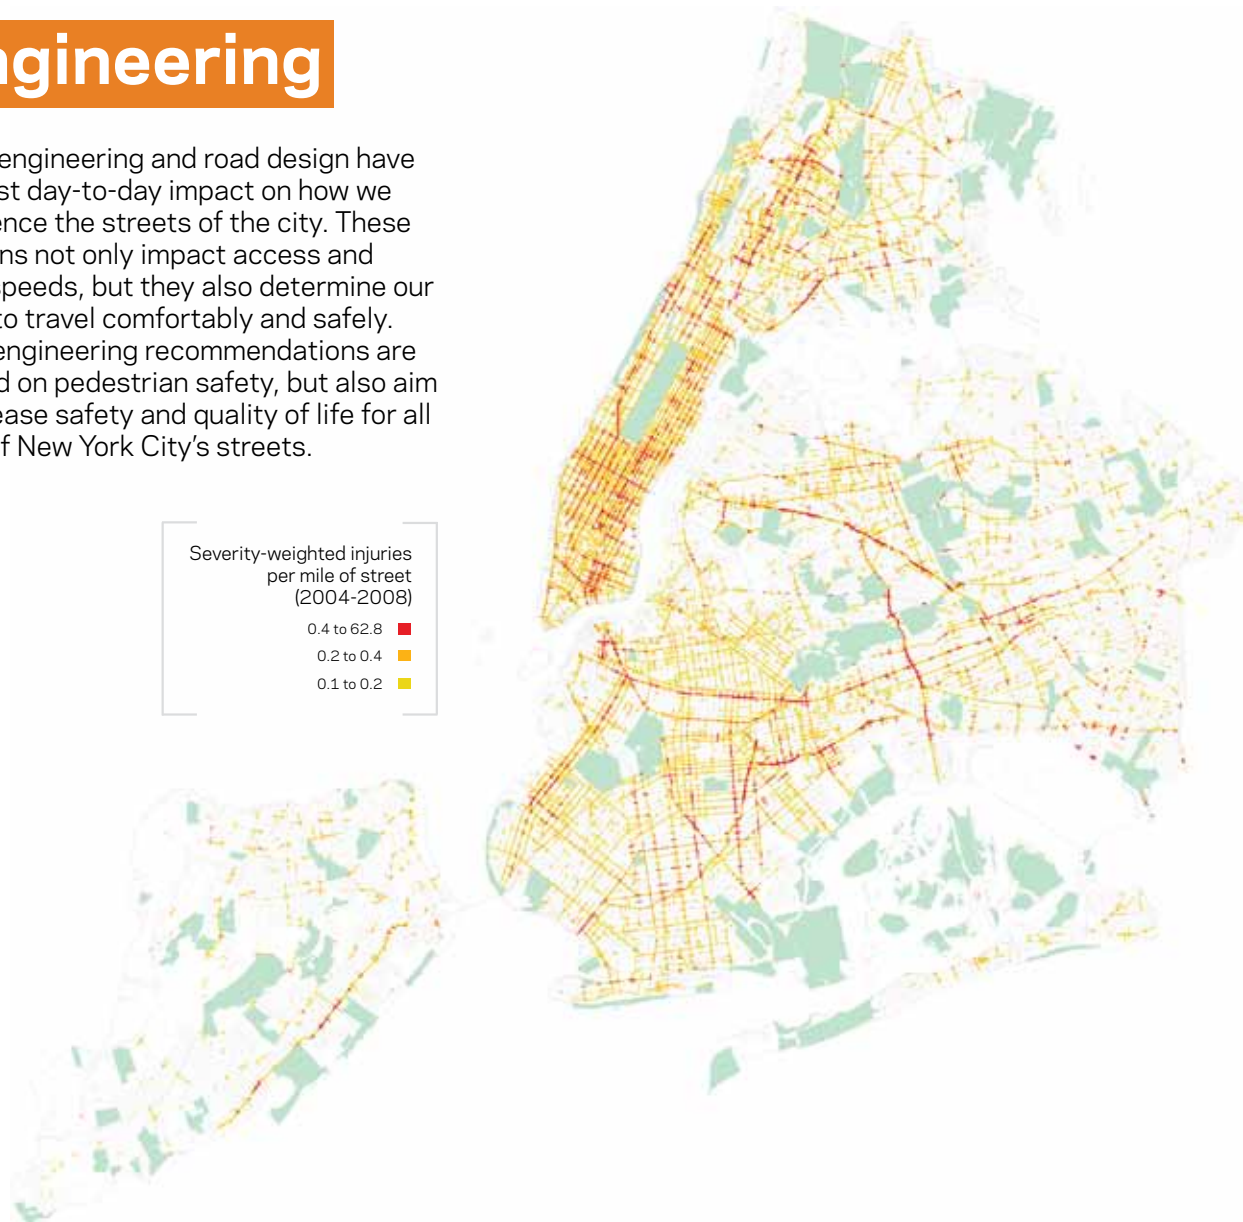 ngineering
engineering and road design have
st day-to-day impact on how we
ence the streets of the city. These
ns not only impact access and
speeds, but they also determine our
to travel comfortably and safely.
engineering recommendations are
d on pedestrian safety, but also aim
ease safety and quality of life for all
f New York City's streets.
Severity-weighted injuries
per mile of street
(2004-2008)
0.4 to 62.8
0.2 to 0.4
0.1 to 0.2